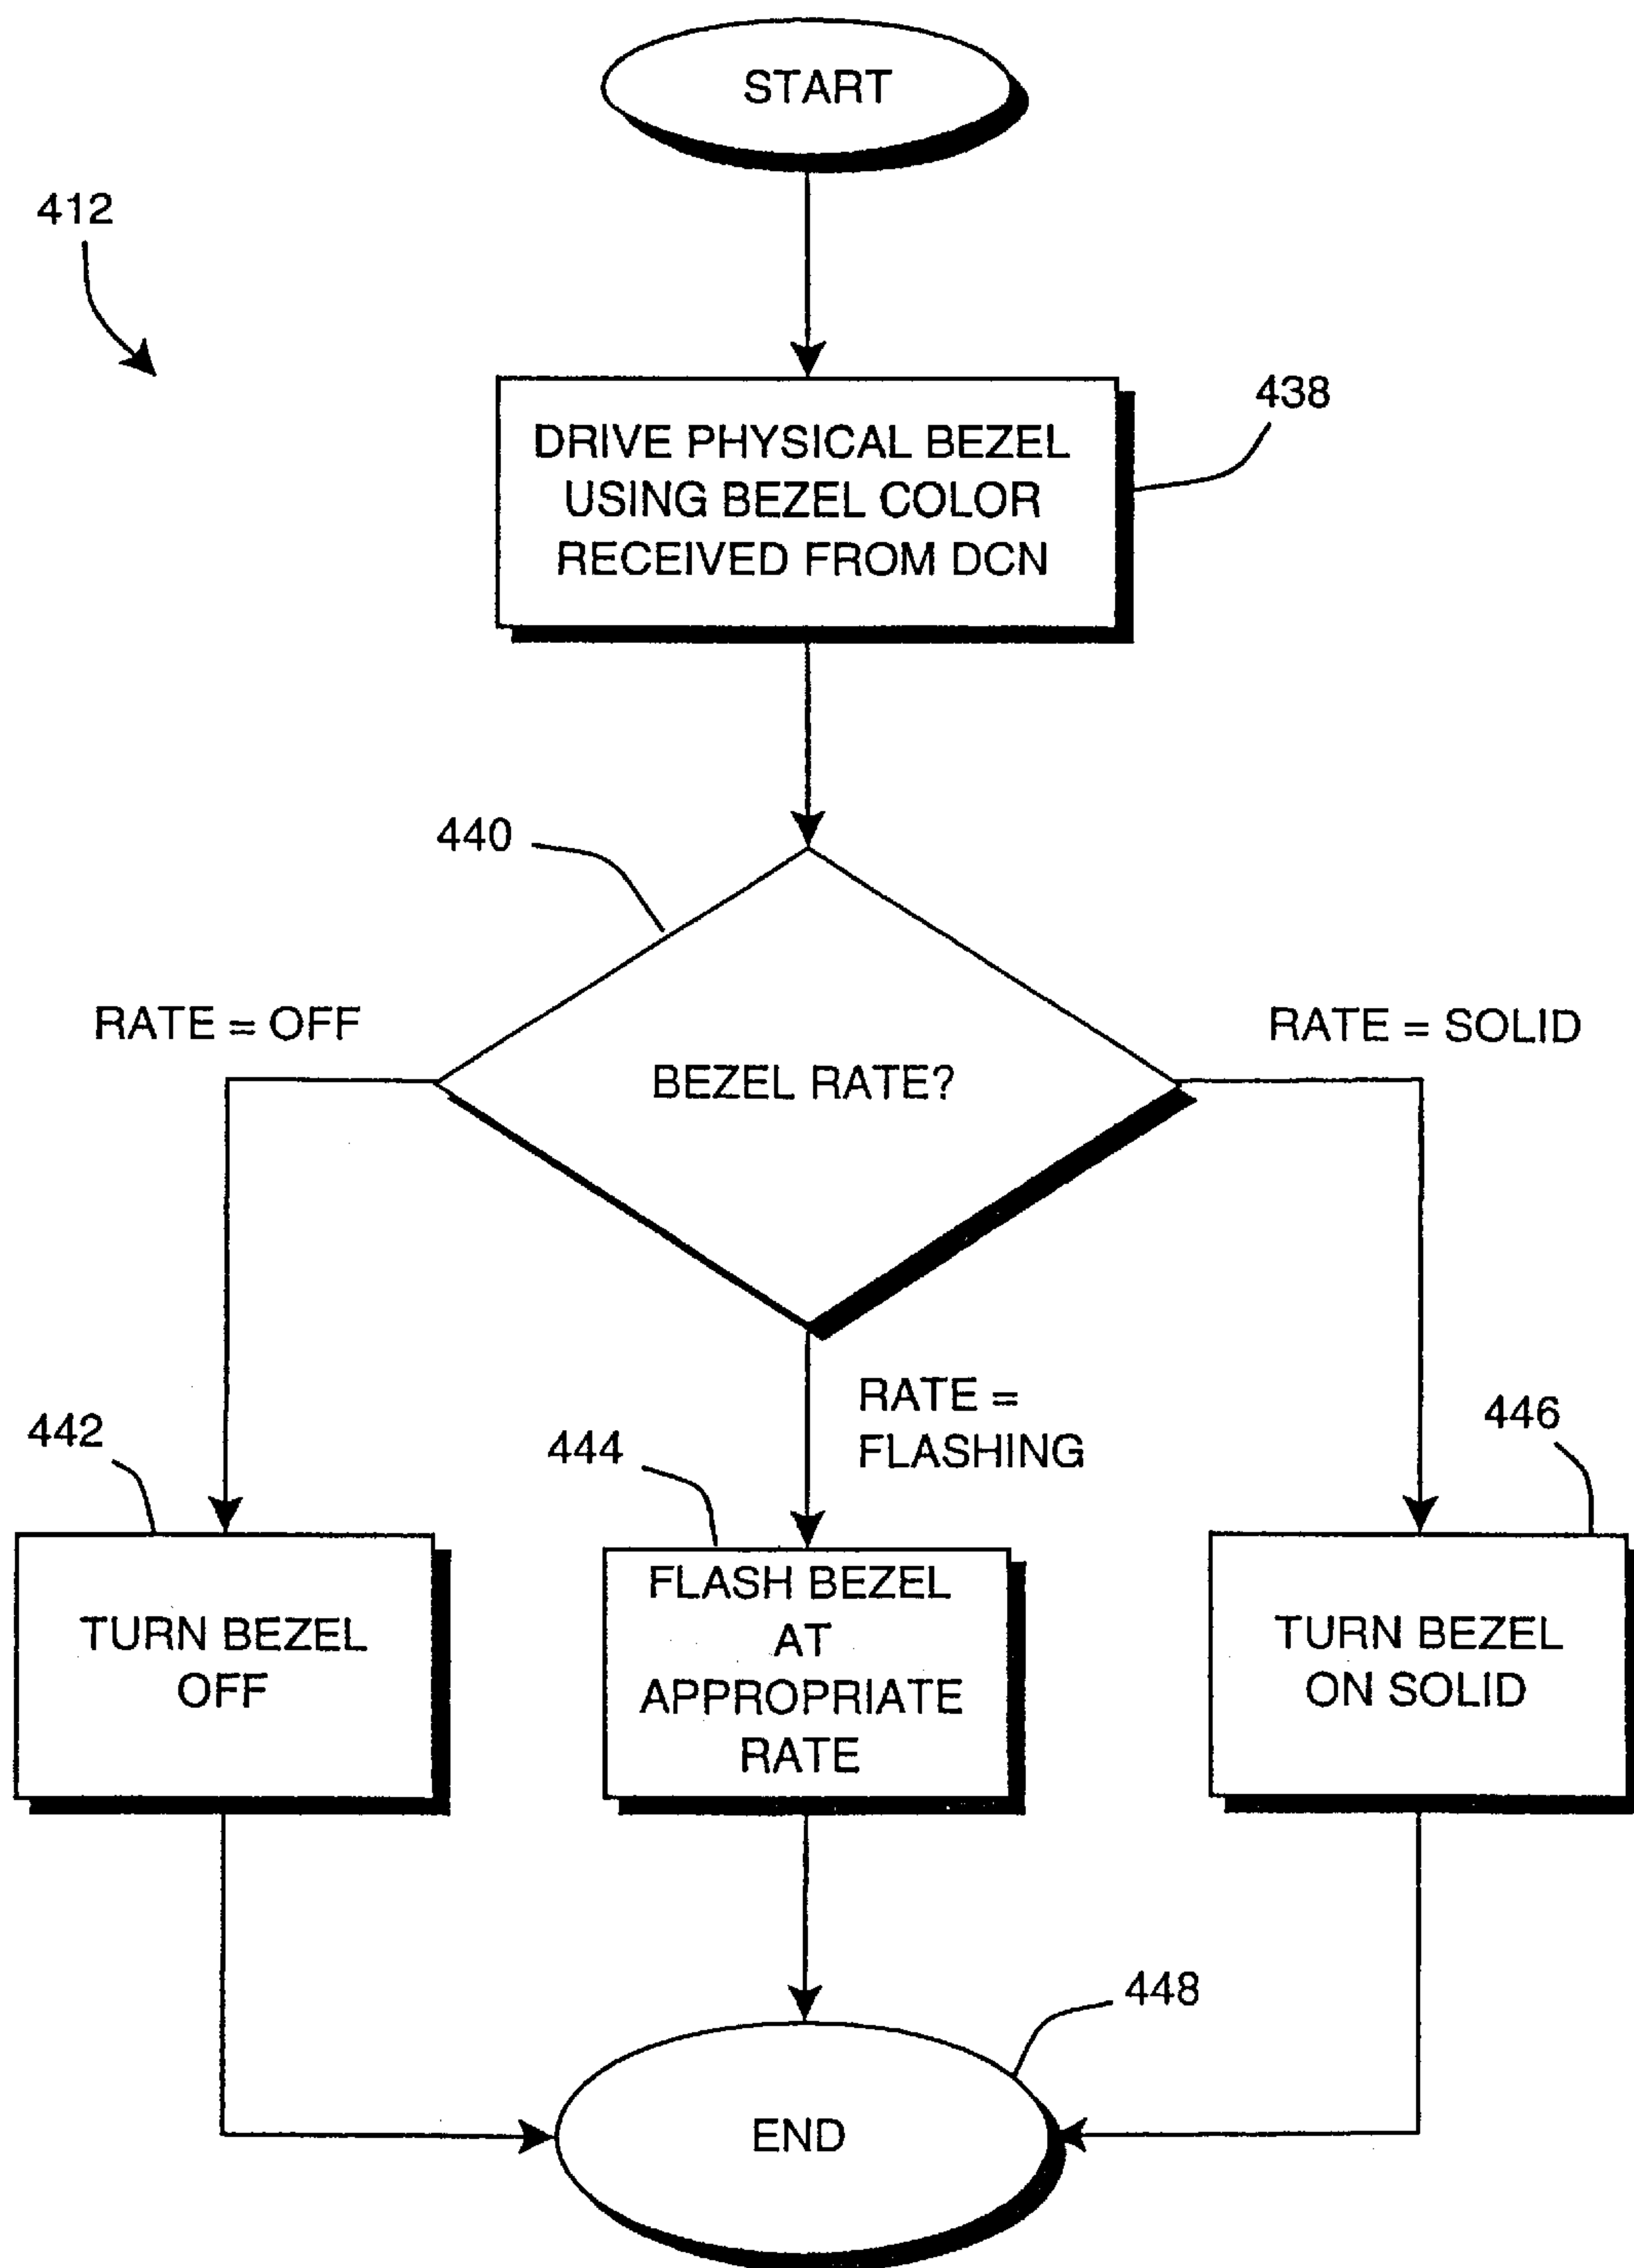 START
412
438
DRIVE PHYSICAL BEZEL
USING BEZEL COLOR
RECEIVED FROM DCN
440
RATE = OFF
RATE = SOLID
BEZEL RATE?
RATE =
FLASHING
442
444
446
TURN BEZEL
OFF
FLASH BEZEL
AT
APPROPRIATE
RATE
TURN BEZEL
ON SOLID
448
END